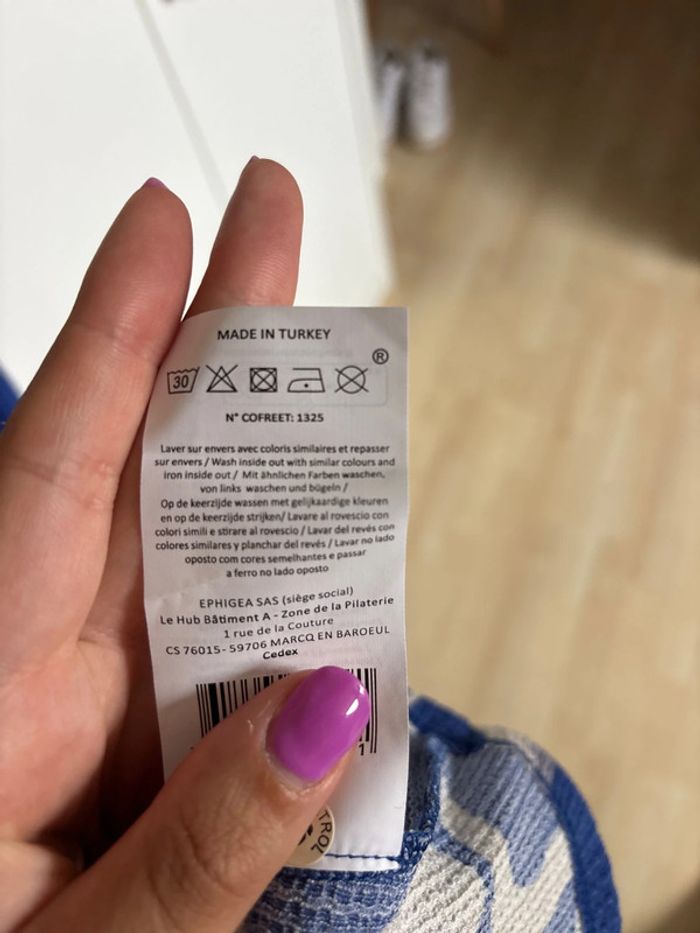 MADE IN TURKEY
®
30
N° COFREET: 1325
Laver sur envers avec coloris similaires et repasser
sur envers / Wash inside out with similar colours and
iron inside out / Mit ähnlichen Farben waschen,
von links waschen und bügeln /
Op de keerzijde wassen met gelijkaardige kleuren
en op de keerzijde strijken/ Lavare al rovescio con
colori simili e stirare al rovescio / Lavar del revés con
colores similares y planchar del revés / Lavar no lado
oposto com cores semelhantes e passar
a ferro no lado oposto
EPHIGEA SAS (siège social)
Le Hub Bâtiment A - Zone de la Pilaterie
1 rue de la Couture
CS 76015- 59706 MARCQ EN BAROEUL
Cedex
1
TROL